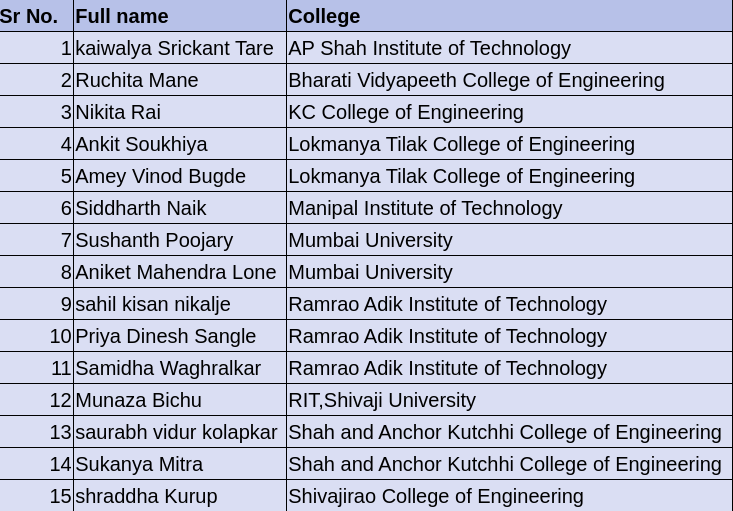 Sr No. Full name College
1 kaiwalya Srickant Tare AP Shah Institute of Technology
2 Ruchita Mane Bharati Vidyapeeth College of Engineering
3 Nikita Rai KC College of Engineering
4 Ankit Soukhiya Lokmanya Tilak College of Engineering
5 Amey Vinod Bugde Lokmanya Tilak College of Engineering
6 Siddharth Naik Manipal Institute of Technology
7 Sushanth Poojary Mumbai University
8 Aniket Mahendra Lone Mumbai University
9 sahil kisan nikalje Ramrao Adik Institute of Technology
10 Priya Dinesh Sangle Ramrao Adik Institute of Technology
11 Samidha Waghralkar Ramrao Adik Institute of Technology
12 Munaza Bichu RIT,Shivaji University
13 saurabh vidur kolapkar Shah and Anchor Kutchhi College of Engineering
14 Sukanya Mitra Shah and Anchor Kutchhi College of Engineering
15 shraddha Kurup Shivajirao College of Engineering